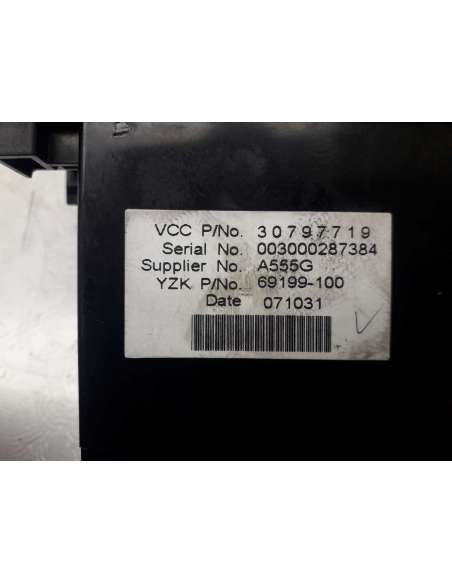 VCC P/No. 30797719
Serial No. 003000287384
Supplier No. A555G
YZK P/No. 69199-100
Date 071031